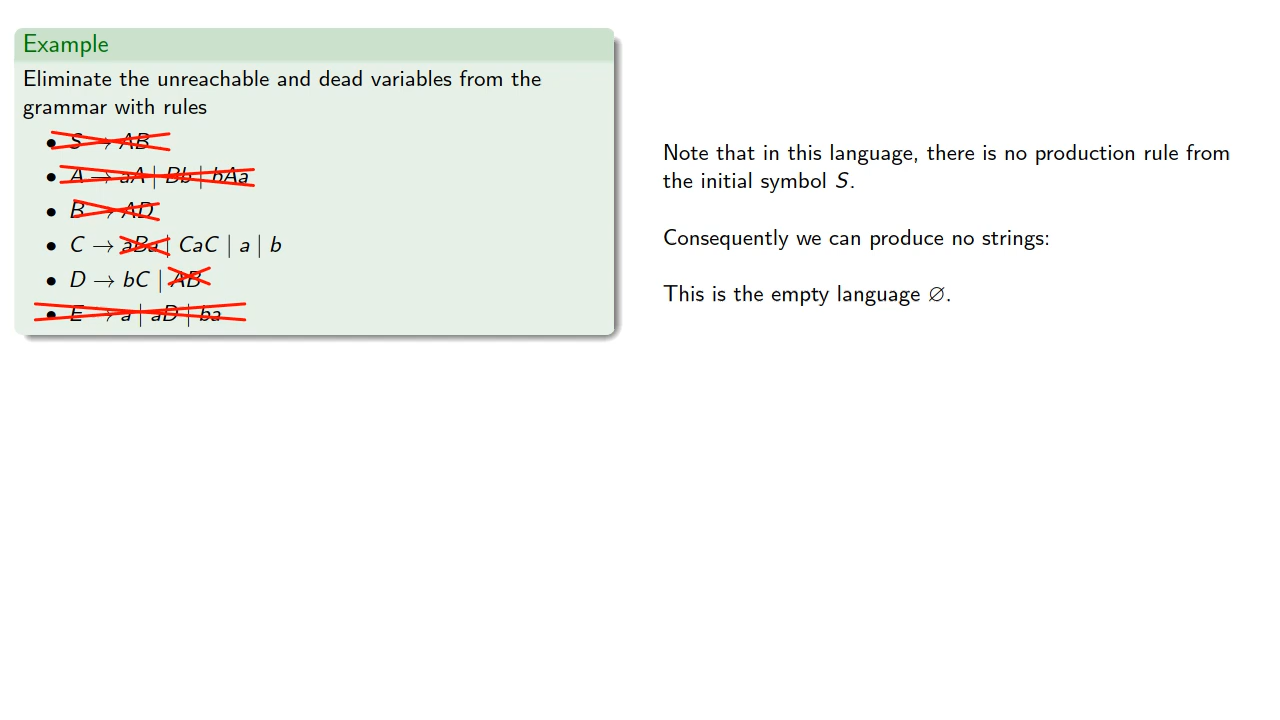 Example
Eliminate the unreachable and dead variables from the
grammar with rules
• S → AB
• A → aA | Bb | bAa
• B → AD
• C → aBa | CaC | a | b
• D → bC | AB
• E → a | aD | ba
Note that in this language, there is no production rule from
the initial symbol S.
Consequently we can produce no strings:
This is the empty language ∅.